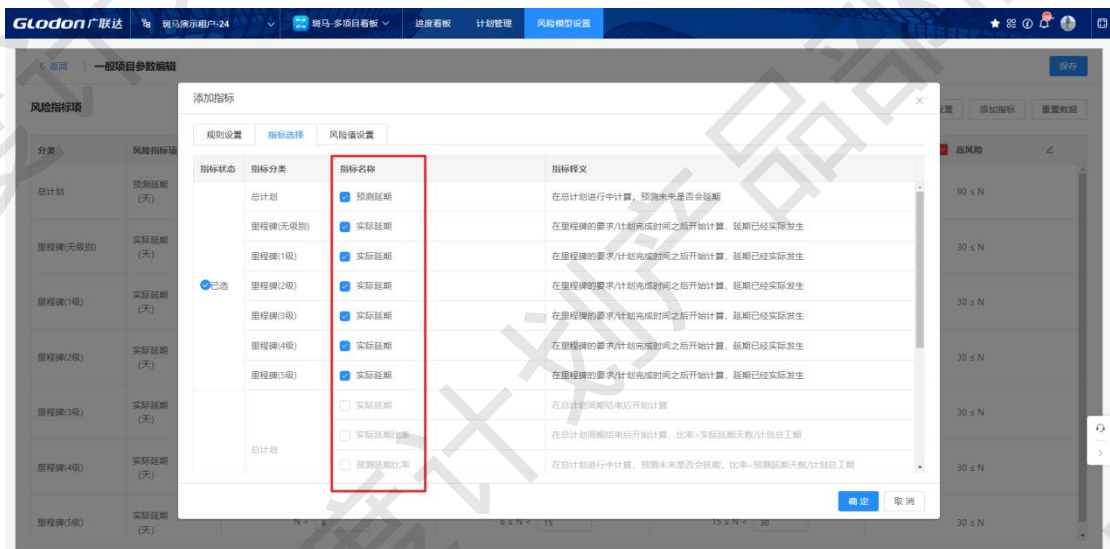 GLodon广联达 斑马演示租户-24 斑马-多项目看板 进度看板 计划管理 风险模型设置
返回 一般项目参数编辑 保存
风险指标项 添加指标 设置 添加指标 重置数据
规则设置 指标选择 风险值设置
分类 风险指标项 高风险
指标状态 指标分类 指标名称 指标释义
总计划 预测延期 在总计划进行中计算，预测未来是否会延期
总计划 预测延期(天) 90 ≤ N
里程碑(无级别) 实际延期 在里程碑的要求/计划完成时间之后开始计算，延期已经实际发生
里程碑(无级别) 实际延期(天) 30 ≤ N
里程碑(1级) 实际延期 在里程碑的要求/计划完成时间之后开始计算，延期已经实际发生
已选 里程碑(2级) 实际延期 在里程碑的要求/计划完成时间之后开始计算，延期已经实际发生
里程碑(1级) 实际延期(天) 30 ≤ N
里程碑(3级) 实际延期 在里程碑的要求/计划完成时间之后开始计算，延期已经实际发生
里程碑(4级) 实际延期 在里程碑的要求/计划完成时间之后开始计算，延期已经实际发生
里程碑(2级) 实际延期(天) 30 ≤ N
里程碑(5级) 实际延期 在里程碑的要求/计划完成时间之后开始计算，延期已经实际发生
实际延期 在总计划周期结束后开始计算
里程碑(3级) 实际延期(天) 30 ≤ N
实际延期比率 在总计划周期结束后开始计算，比率=实际延期天数/计划总工期
总计划
预测延期比率 在总计划进行中计算，预测未来是否会延期，比率=预测延期天数/计划总工期
里程碑(4级) 实际延期(天) 30 ≤ N
确定 取消
里程碑(5级) 实际延期(天) N < 6 6 ≤ N < 15 15 ≤ N < 30 30 ≤ N
度计划产品部